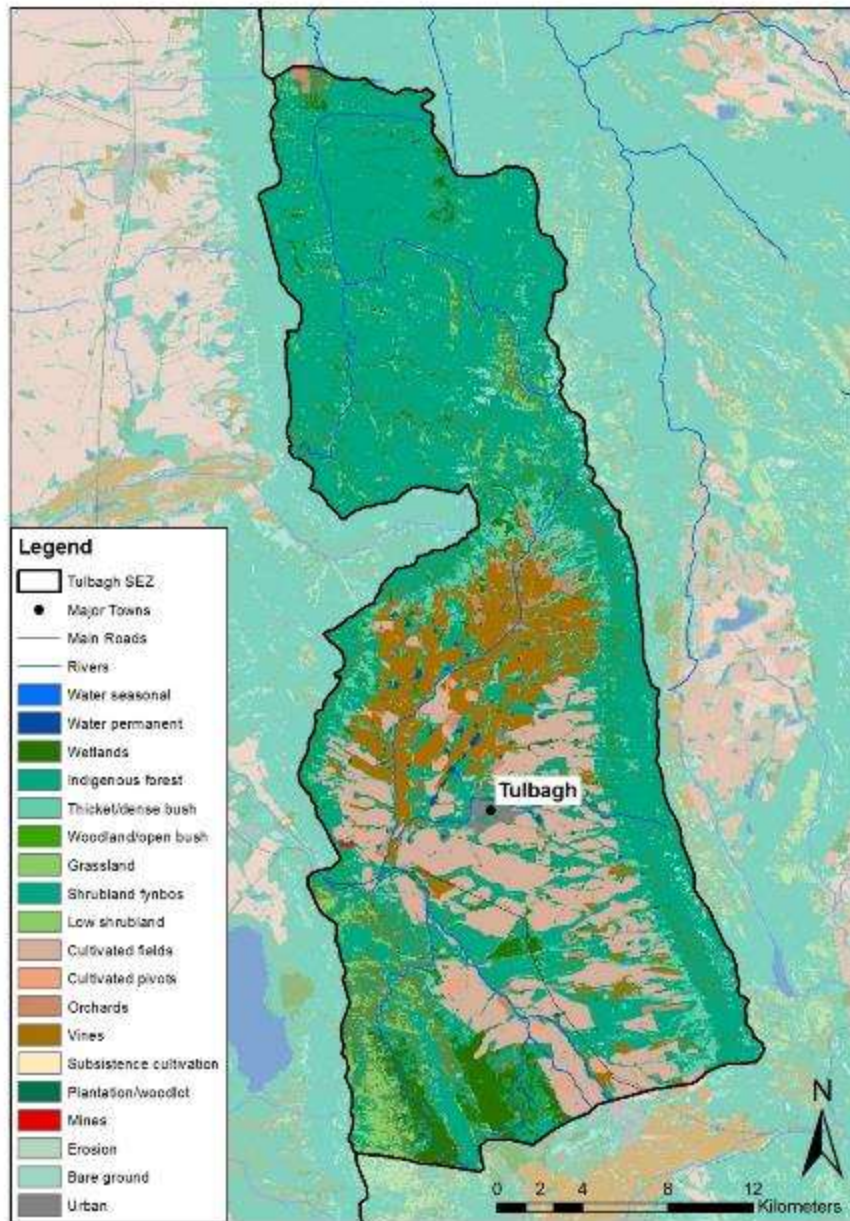 Legend
Tulbagh SEZ
Major Towns
Main Roads
Rivers
Water seasonal
Water permanent
Wetlands
Indigenous forest
Thicket/dense bush
Woodland/open bush
Grassland
Shrubland fynbos
Low shrubland
Cultivated fields
Cultivated pivots
Orchards
Vines
Subsistence cultivation
Plantation/woodlot
Mines
Erosion
Bare ground
Urban
Tulbagh
N
0 2 4 8 12
Kilometers